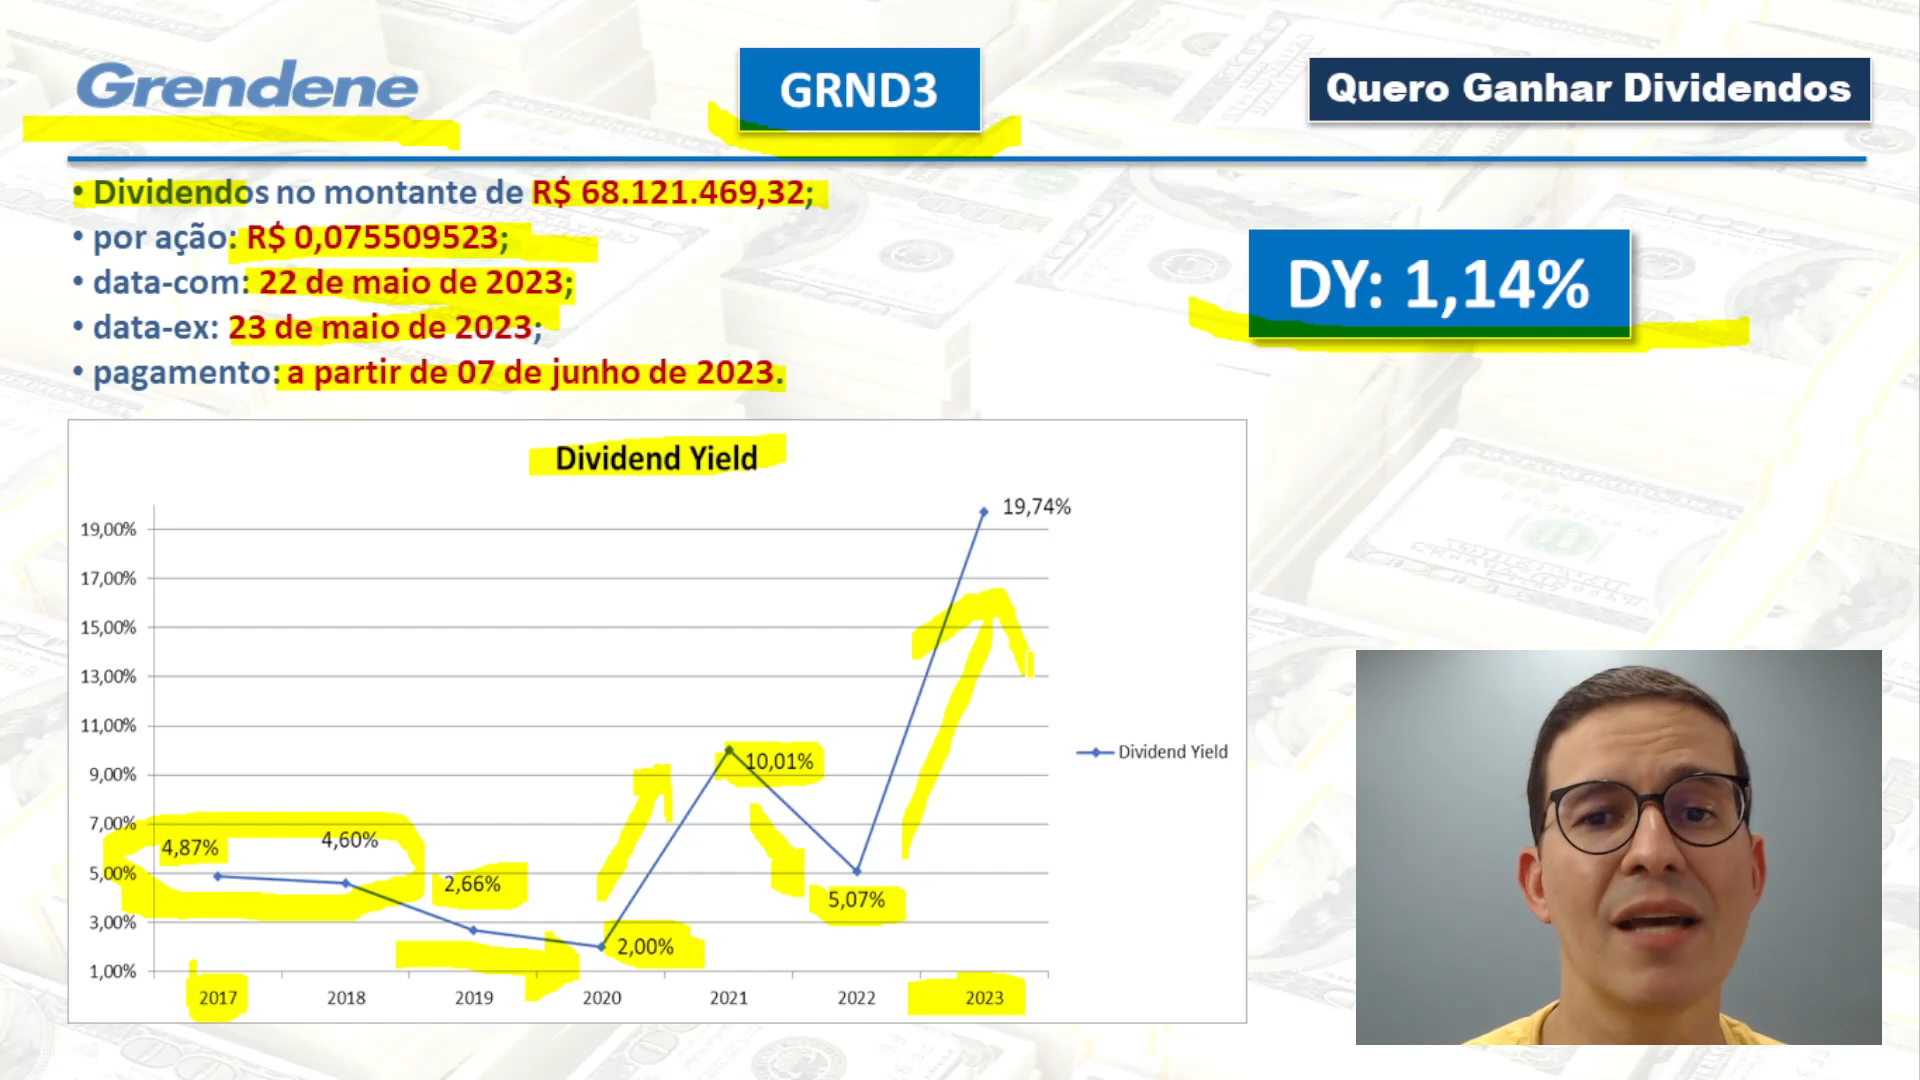 Grendene
GRND3
Quero Ganhar Dividendos
• Dividendos no montante de R$ 68.121.469,32;
• por ação: R$ 0,075509523;
• data-com: 22 de maio de 2023;
• data-ex: 23 de maio de 2023;
• pagamento: a partir de 07 de junho de 2023.
DY: 1,14%
Dividend Yield
19,00%
17,00%
15,00%
13,00%
11,00%
9,00%
7,00%
5,00%
3,00%
1,00%
4,87%
4,60%
2,66%
2,00%
10,01%
5,07%
19,74%
2017
2018
2019
2020
2021
2022
2023
Dividend Yield